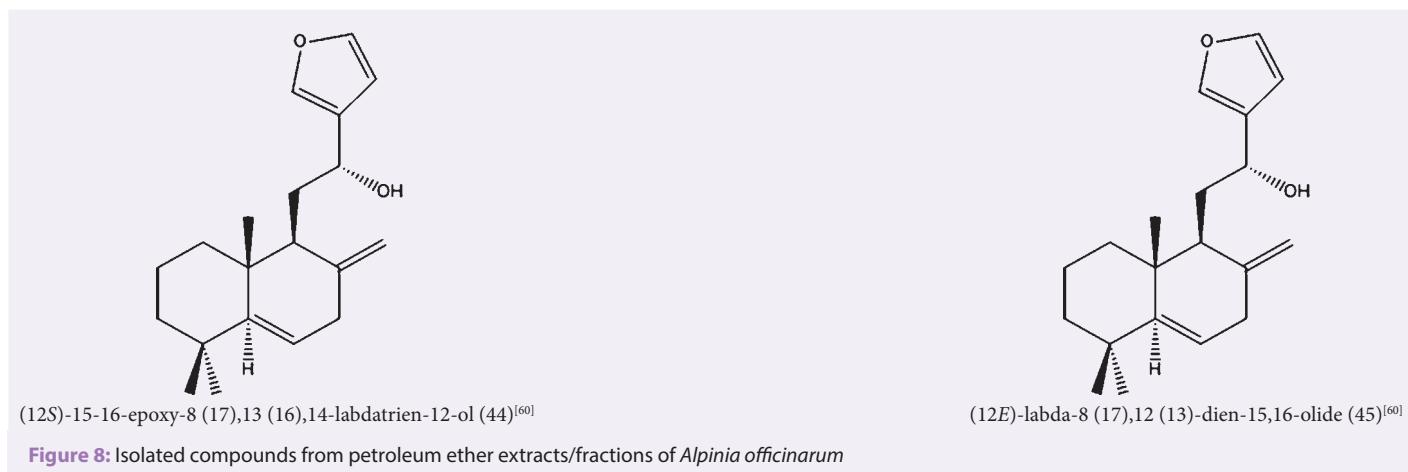 O
OH
H
(12S)-15-16-epoxy-8 (17),13 (16),14-labdatrien-12-ol (44)[60]
O
OH
H
(12E)-labda-8 (17),12 (13)-dien-15,16-olide (45)[60]
Figure 8: Isolated compounds from petroleum ether extracts/fractions of Alpinia officinarum